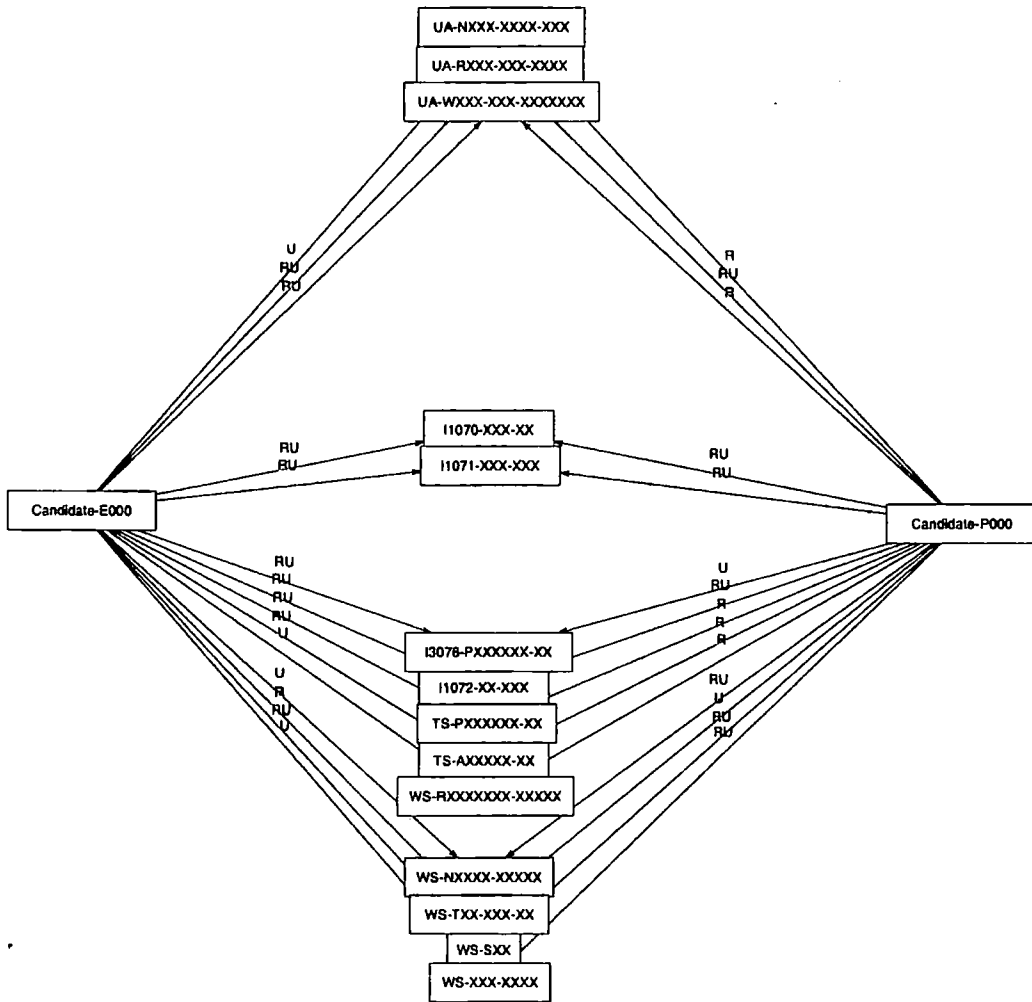 UA-NXXX-XXXX-XXX
UA-RXXX-XXX-XXXX
UA-WXXX-XXX-XXXXXXX
U
RU
RU
R
RU
R
I1070-XXX-XX
I1071-XXX-XXX
RU
RU
RU
RU
Candidate-E000
Candidate-P000
RU
RU
RU
RU
U
U
RU
R
R
R
I3076-PXXXXXX-XX
I1072-XX-XXX
TS-PXXXXXX-XX
TS-AXXXXX-XX
WS-RXXXXXXX-XXXXX
U
R
RU
U
RU
U
RU
RU
WS-NXXXX-XXXXX
WS-TXX-XXX-XX
WS-SXX
WS-XXX-XXXX